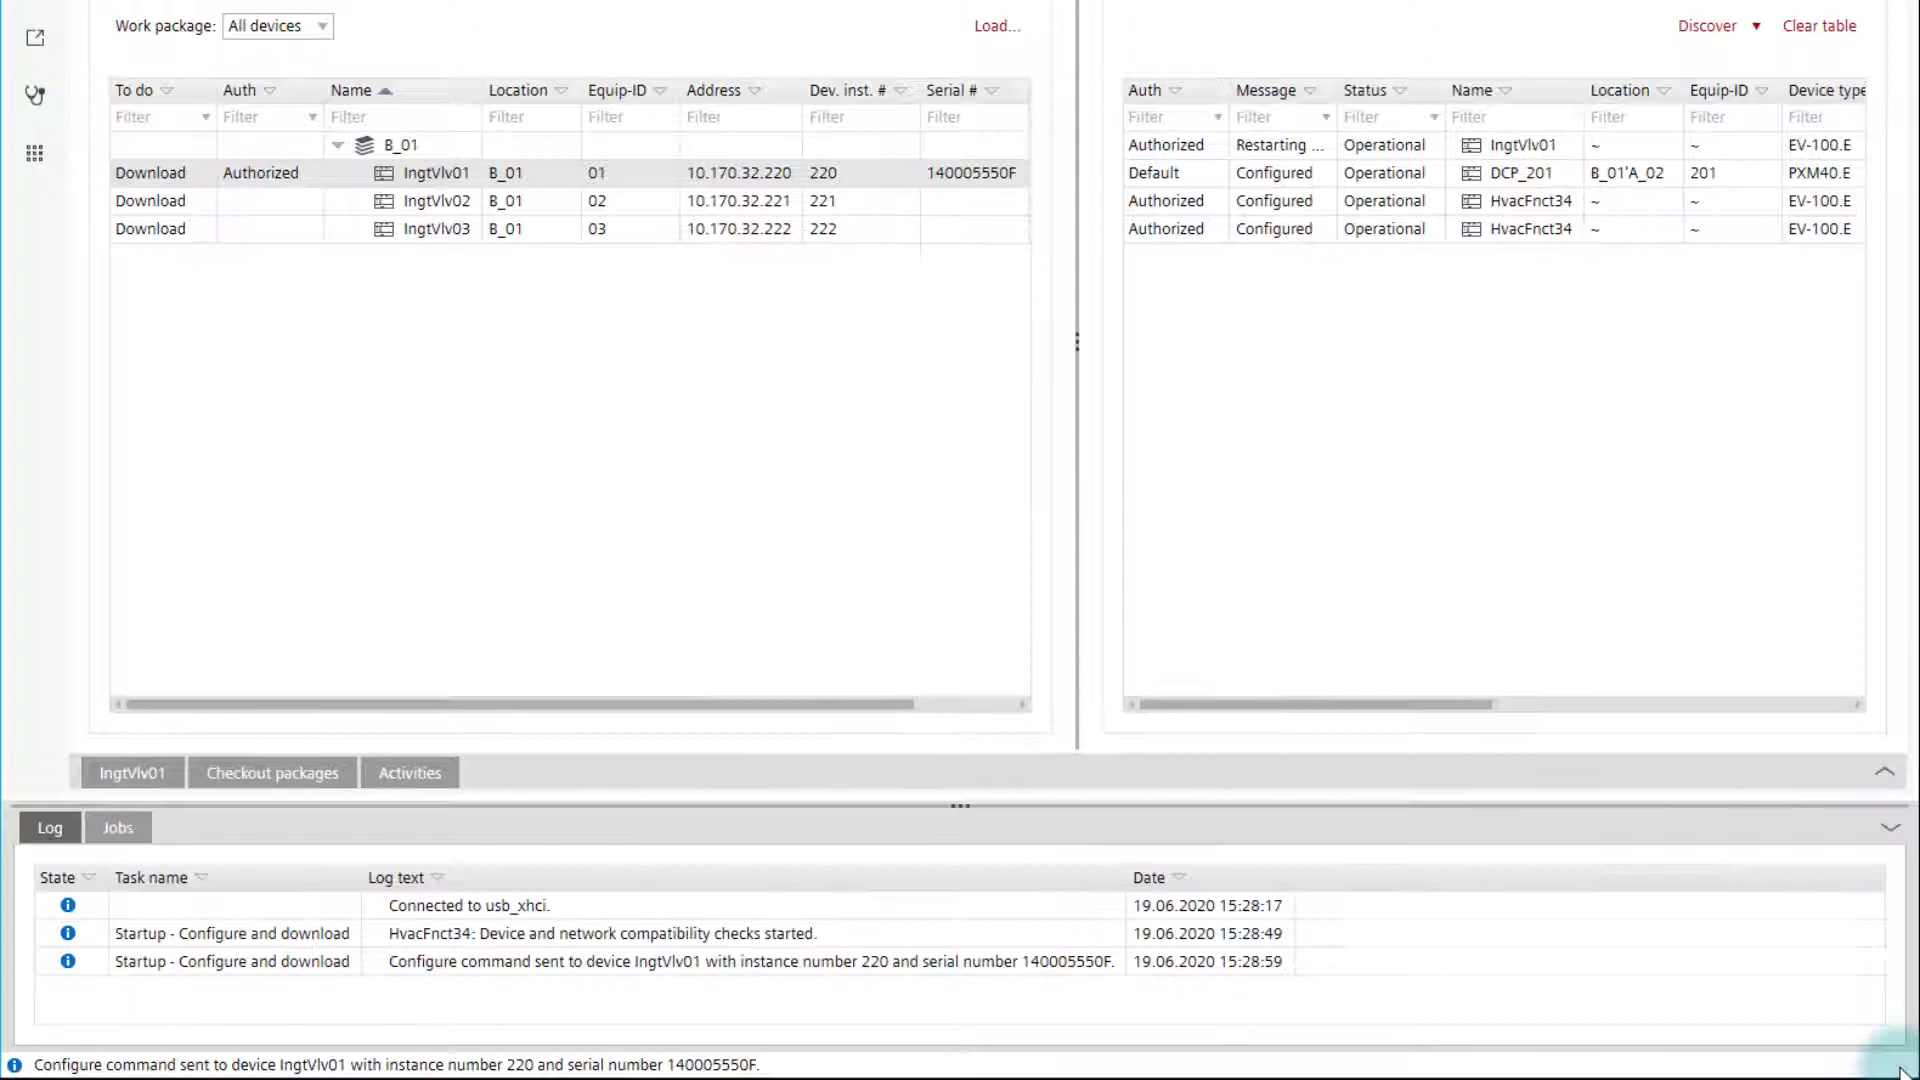 Work package: All devices Load...
Discover Clear table
To do Auth Name Location Equip-ID Address Dev. inst. # Serial #
Filter Filter Filter Filter Filter Filter Filter Filter
B_01
Download Authorized IngtVlv01 B_01 01 10.170.32.220 220 140005550F
Download IngtVlv02 B_01 02 10.170.32.221 221
Download IngtVlv03 B_01 03 10.170.32.222 222
Auth Message Status Name Location Equip-ID Device type
Filter Filter Filter Filter Filter Filter Filter
Authorized Restarting ... Operational IngtVlv01 ~ ~ EV-100.E
Default Configured Operational DCP_201 B_01'A_02 201 PXM40.E
Authorized Configured Operational HvacFnct34 ~ ~ EV-100.E
Authorized Configured Operational HvacFnct34 ~ ~ EV-100.E
IngtVlv01 Checkout packages Activities
Log Jobs
State Task name Log text Date
Connected to usb_xhci. 19.06.2020 15:28:17
Startup - Configure and download HvacFnct34: Device and network compatibility checks started. 19.06.2020 15:28:49
Startup - Configure and download Configure command sent to device IngtVlv01 with instance number 220 and serial number 140005550F. 19.06.2020 15:28:59
Configure command sent to device IngtVlv01 with instance number 220 and serial number 140005550F.